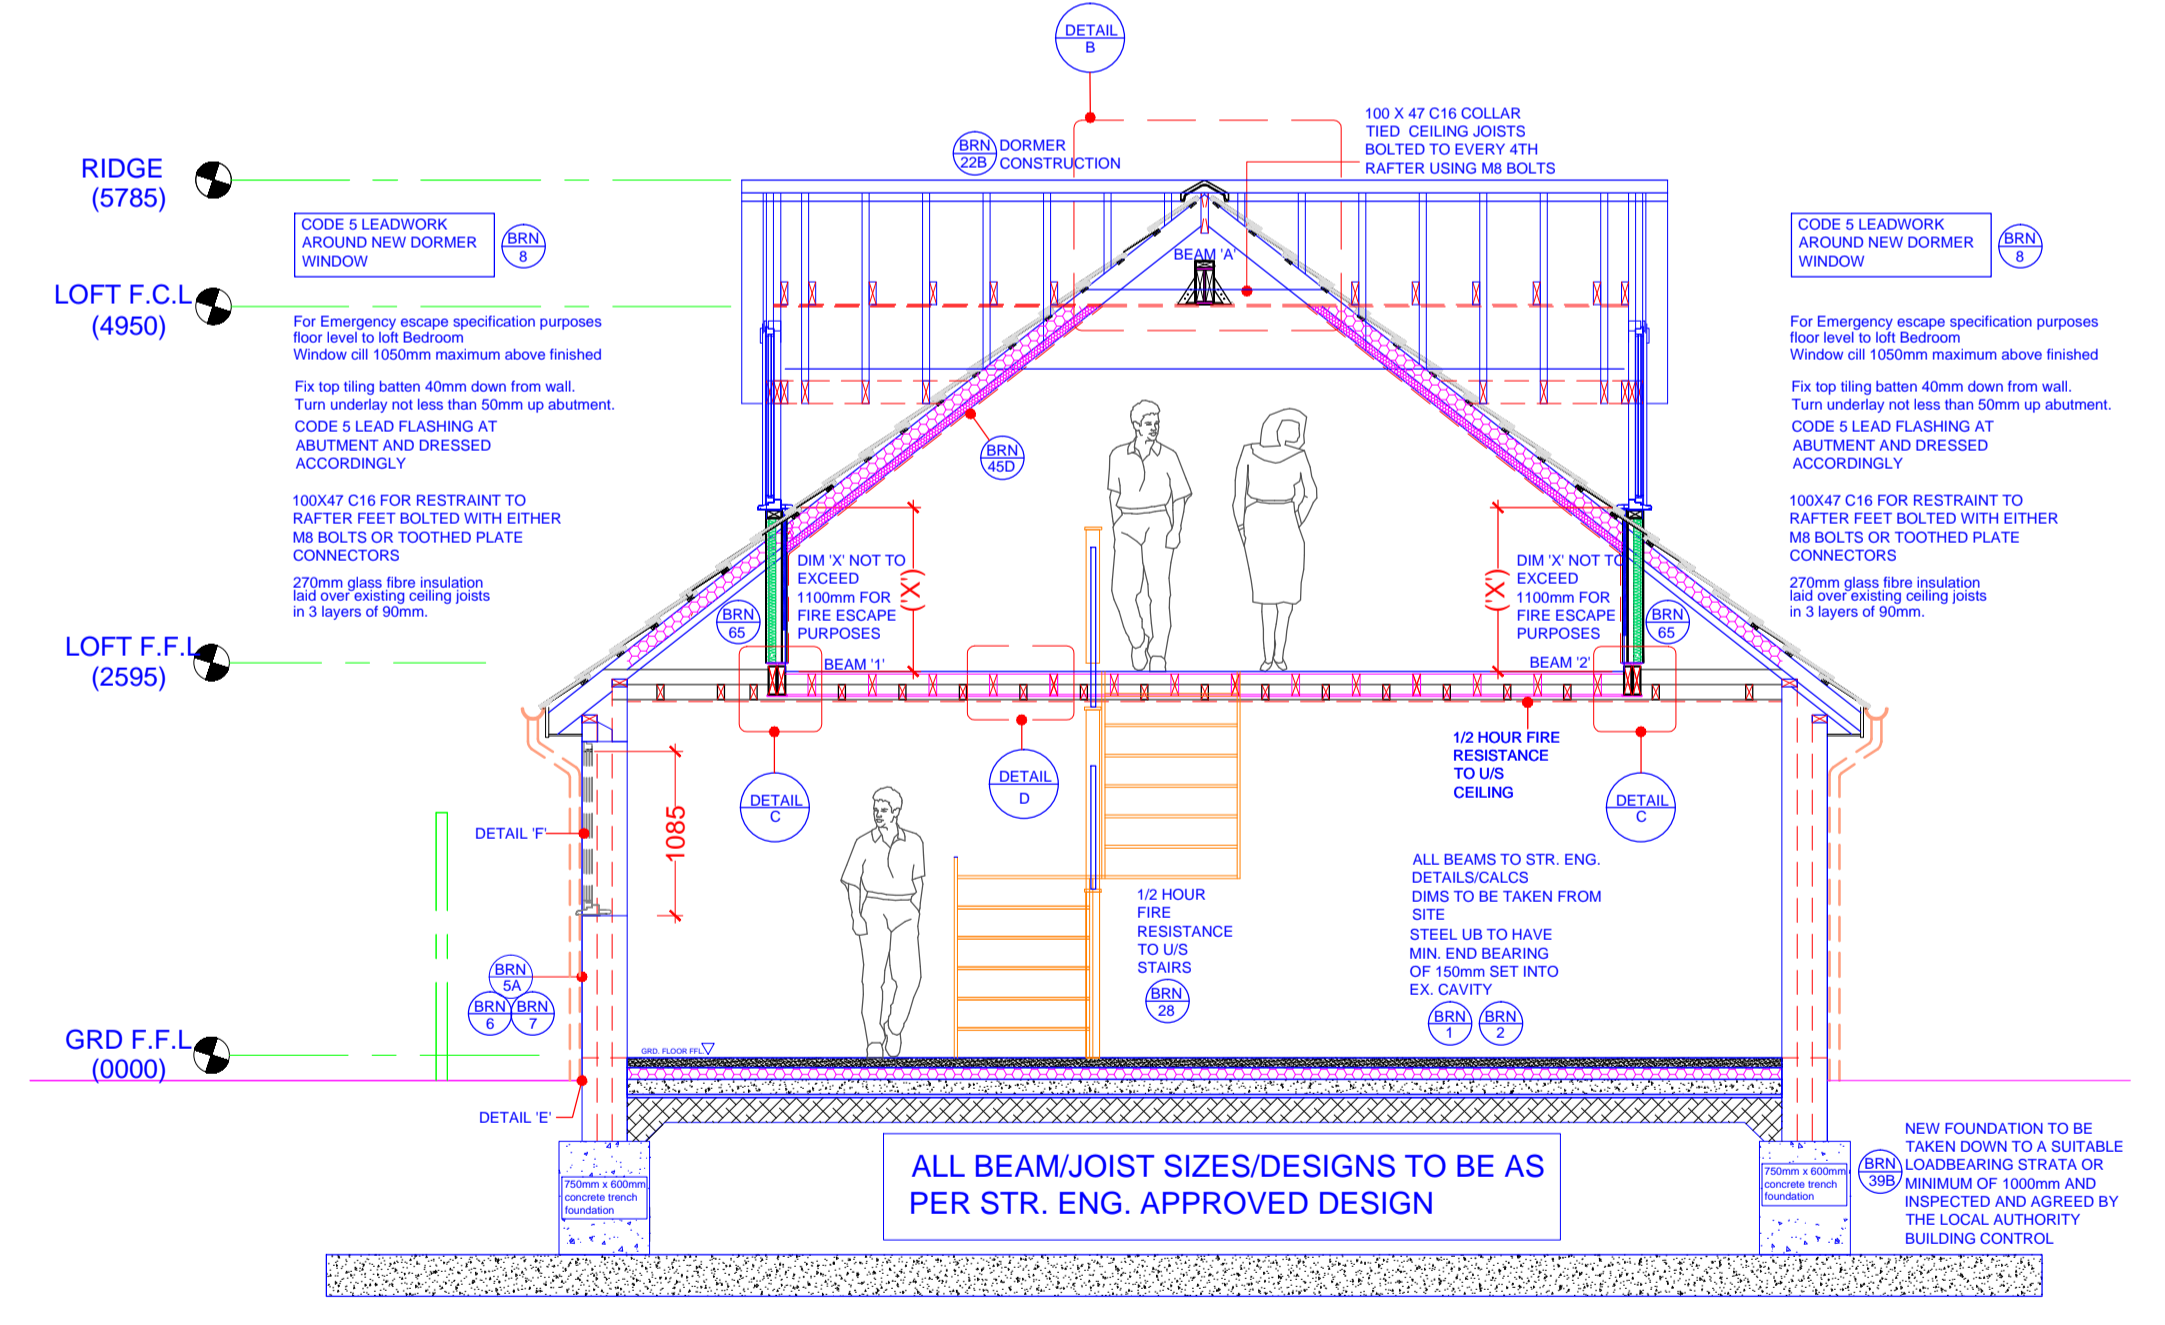 DETAIL
B
100 X 47 C16 COLLAR
TIED CEILING JOISTS
BOLTED TO EVERY 4TH
RAFTER USING M8 BOLTS
BRN
22B
DORMER
CONSTRUCTION
RIDGE
(5785)
CODE 5 LEADWORK
AROUND NEW DORMER
WINDOW
BRN
8
CODE 5 LEADWORK
AROUND NEW DORMER
WINDOW
BRN
8
BEAM 'A'
LOFT F.C.L
(4950)
For Emergency escape specification purposes
floor level to loft Bedroom
Window cill 1050mm maximum above finished
Fix top tiling batten 40mm down from wall.
Turn underlay not less than 50mm up abutment.
CODE 5 LEAD FLASHING AT
ABUTMENT AND DRESSED
ACCORDINGLY
100X47 C16 FOR RESTRAINT TO
RAFTER FEET BOLTED WITH EITHER
M8 BOLTS OR TOOTHED PLATE
CONNECTORS
270mm glass fibre insulation
laid over existing ceiling joists
in 3 layers of 90mm.
For Emergency escape specification purposes
floor level to loft Bedroom
Window cill 1050mm maximum above finished
Fix top tiling batten 40mm down from wall.
Turn underlay not less than 50mm up abutment.
CODE 5 LEAD FLASHING AT
ABUTMENT AND DRESSED
ACCORDINGLY
100X47 C16 FOR RESTRAINT TO
RAFTER FEET BOLTED WITH EITHER
M8 BOLTS OR TOOTHED PLATE
CONNECTORS
270mm glass fibre insulation
laid over existing ceiling joists
in 3 layers of 90mm.
BRN
45D
DIM 'X' NOT TO
EXCEED
1100mm FOR
FIRE ESCAPE
PURPOSES
('X')
BRN
65
DIM 'X' NOT TO
EXCEED
1100mm FOR
FIRE ESCAPE
PURPOSES
('X')
BRN
65
LOFT F.F.L
(2595)
BEAM '1'
BEAM '2'
1/2 HOUR FIRE
RESISTANCE
TO U/S
CEILING
DETAIL
C
DETAIL
D
DETAIL
C
1085
DETAIL 'F'
1/2 HOUR
FIRE
RESISTANCE
TO U/S
STAIRS
BRN
28
ALL BEAMS TO STR. ENG.
DETAILS/CALCS
DIMS TO BE TAKEN FROM
SITE
STEEL UB TO HAVE
MIN. END BEARING
OF 150mm SET INTO
EX. CAVITY
BRN
1
BRN
2
BRN
5A
BRN
6
BRN
7
GRD F.F.L
(0000)
GRD. FLOOR FFL.
DETAIL 'E'
750mm x 600mm
concrete trench
foundation
ALL BEAM/JOIST SIZES/DESIGNS TO BE AS
PER STR. ENG. APPROVED DESIGN
750mm x 600mm
concrete trench
foundation
BRN
39B
NEW FOUNDATION TO BE
TAKEN DOWN TO A SUITABLE
LOADBEARING STRATA OR
MINIMUM OF 1000mm AND
INSPECTED AND AGREED BY
THE LOCAL AUTHORITY
BUILDING CONTROL